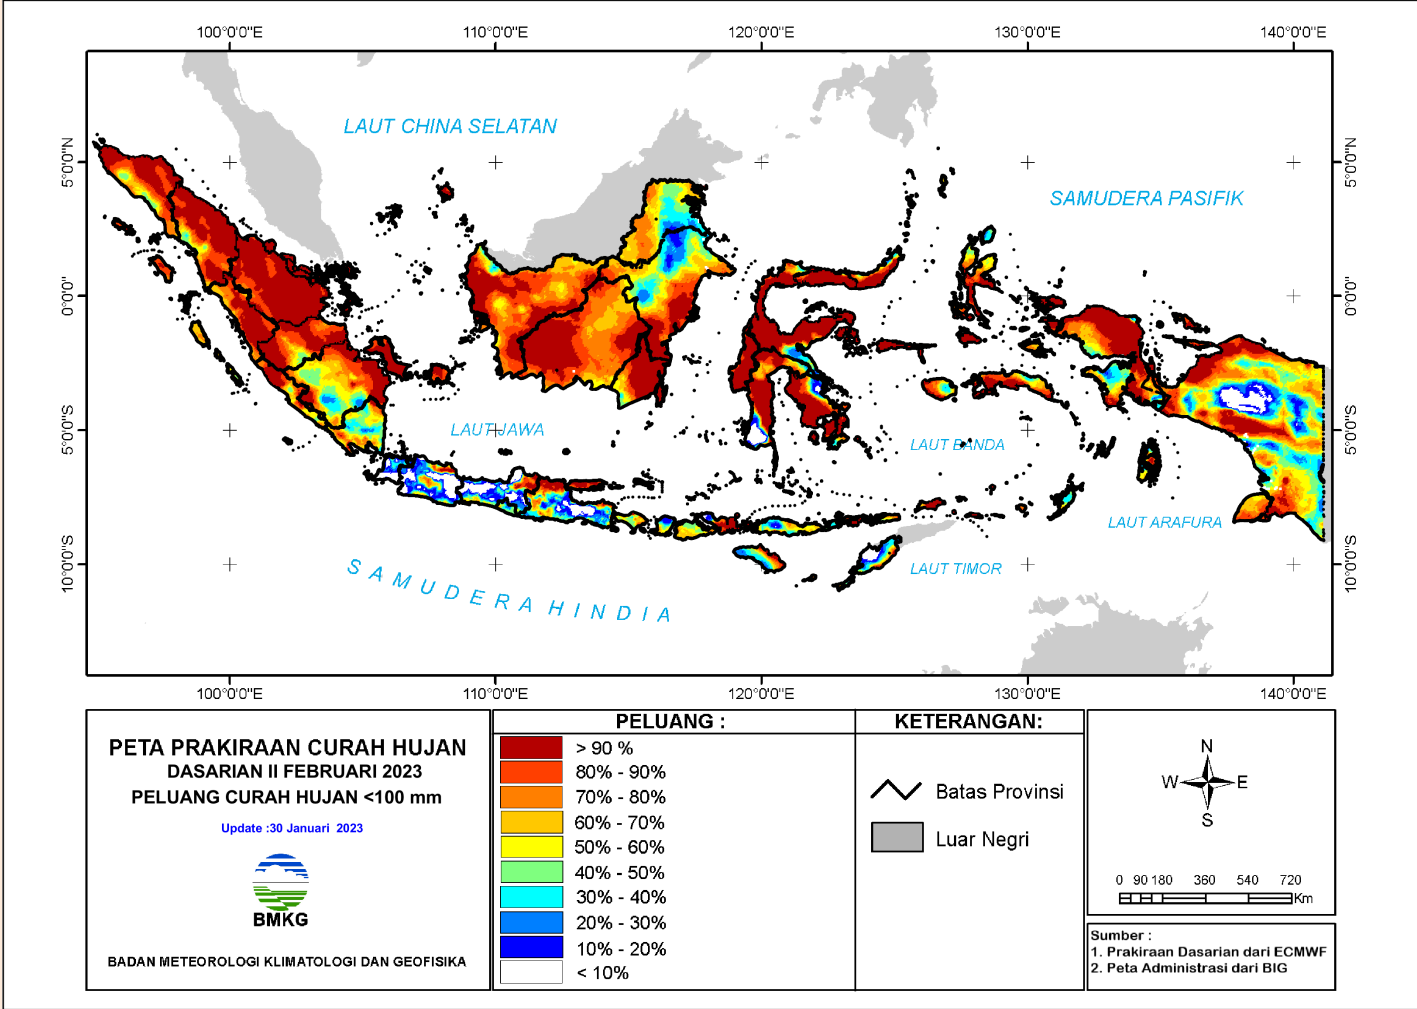 100°0'0"E 110°0'0"E 120°0'0"E 130°0'0"E 140°0'0"E
LAUT CHINA SELATAN
SAMUDERA PASIFIK
5°0'0"N 5°0'0"N
0°0'0" 0°0'0"
5°0'0"S 5°0'0"S
10°0'0"S 10°0'0"S
LAUT JAWA
LAUT BANDA
LAUT ARAFURA
LAUT TIMOR
SAMUDERA HINDIA
100°0'0"E 110°0'0"E 120°0'0"E 130°0'0"E 140°0'0"E
PETA PRAKIRAAN CURAH HUJAN
DASARIAN II FEBRUARI 2023
PELUANG CURAH HUJAN <100 mm
Update :30 Januari 2023
BMKG
BADAN METEOROLOGI KLIMATOLOGI DAN GEOFISIKA
PELUANG :
> 90 %
80% - 90%
70% - 80%
60% - 70%
50% - 60%
40% - 50%
30% - 40%
20% - 30%
10% - 20%
< 10%
KETERANGAN:
Batas Provinsi
Luar Negri
N
W E
S
0 90 180 360 540 720
Km
Sumber :
1. Prakiraan Dasarian dari ECMWF
2. Peta Administrasi dari BIG